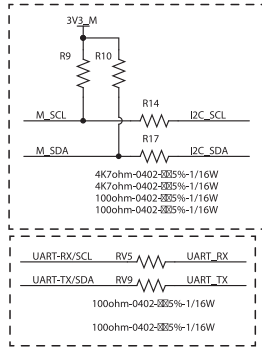 3V3_M
R9 R10
M_SCL R14 I2C_SCL
M_SDA R17 I2C_SDA
4K7ohm-0402-☒☒5%-1/16W
4K7ohm-0402-☒☒5%-1/16W
100ohm-0402-☒☒5%-1/16W
100ohm-0402-☒☒5%-1/16W
UART-RX/SCL RV5 UART_RX
UART-TX/SDA RV9 UART_TX
100ohm-0402-☒☒5%-1/16W
100ohm-0402-☒☒5%-1/16W